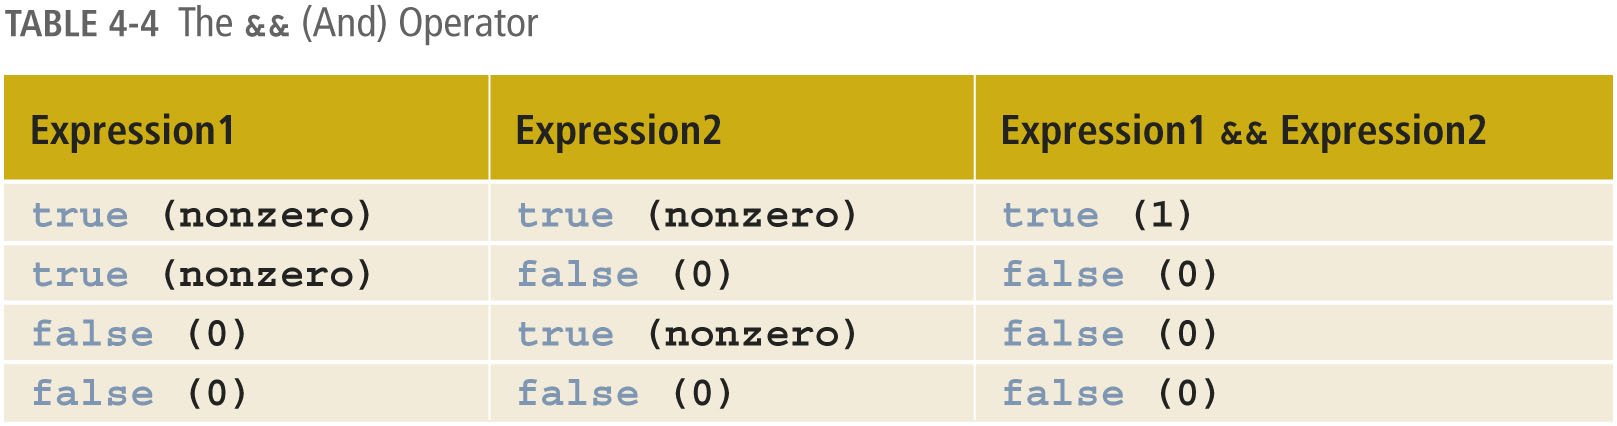 TABLE 4-4 The && (And) Operator
Expression1 Expression2 Expression1 && Expression2
true (nonzero) true (nonzero) true (1)
true (nonzero) false (0) false (0)
false (0) true (nonzero) false (0)
false (0) false (0) false (0)